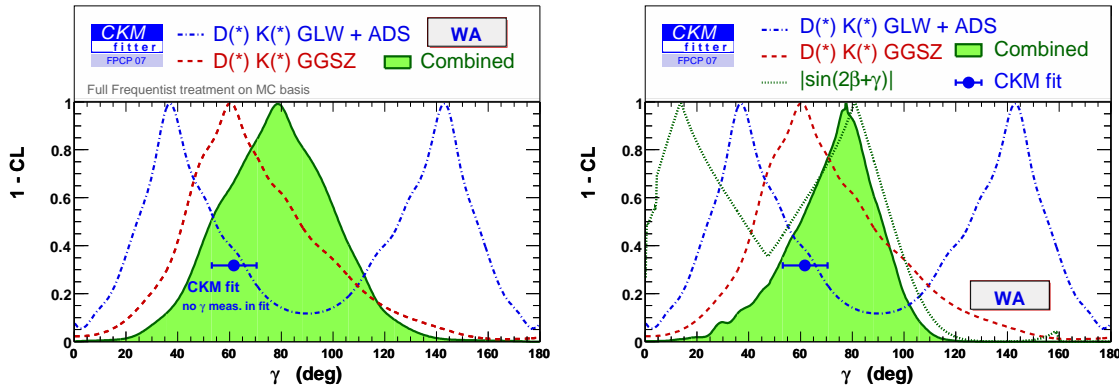 CKM
fitter
FPCP 07
D(*) K(*) GLW + ADS
WA
D(*) K(*) GGSZ
Combined
Full Frequentist treatment on MC basis
1 - CL
1
0.8
0.6
0.4
0.2
0
CKM fit
no γ meas. in fit
0 20 40 60 80 100 120 140 160 180
γ (deg)
CKM
fitter
FPCP 07
D(*) K(*) GLW + ADS
D(*) K(*) GGSZ
Combined
|sin(2β+γ)|
CKM fit
1 - CL
1
0.8
0.6
0.4
0.2
0
WA
0 20 40 60 80 100 120 140 160 180
γ (deg)